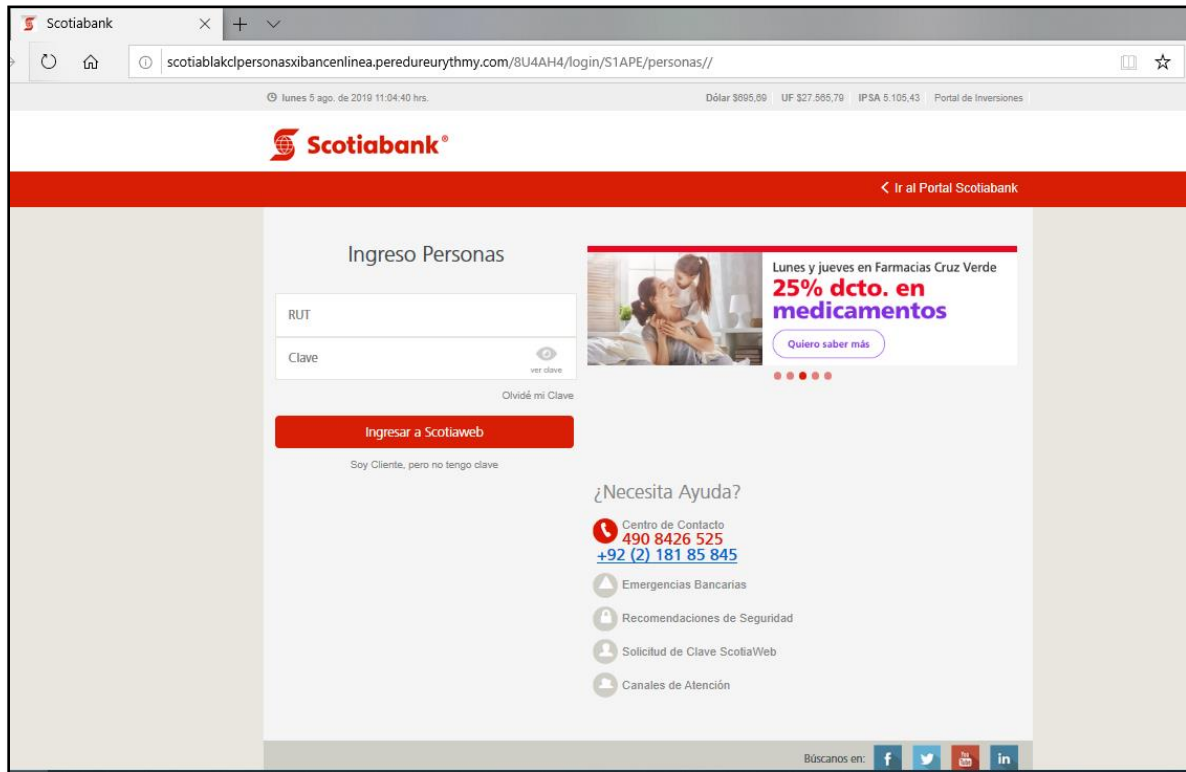 Scotiabank
scotiablakclpersonasxibancenlinea.peredureurythmy.com/8U4AH4/login/S1APE/personas//
lunes 5 ago. de 2019 11:04:40 hrs. Dólar $695,69 UF $27.565,79 IPSA 5.105,43 Portal de Inversiones
Scotiabank®
Ir al Portal Scotiabank
Ingreso Personas
RUT
Clave
ver clave
Olvidé mi Clave
Ingresar a Scotiaweb
Soy Cliente, pero no tengo clave
Lunes y jueves en Farmacias Cruz Verde
25% dcto. en
medicamentos
Quiero saber más
¿Necesita Ayuda?
Centro de Contacto
490 8426 525
+92 (2) 181 85 845
Emergencias Bancarias
Recomendaciones de Seguridad
Solicitud de Clave ScotiaWeb
Canales de Atención
Búscanos en: f You Tube in